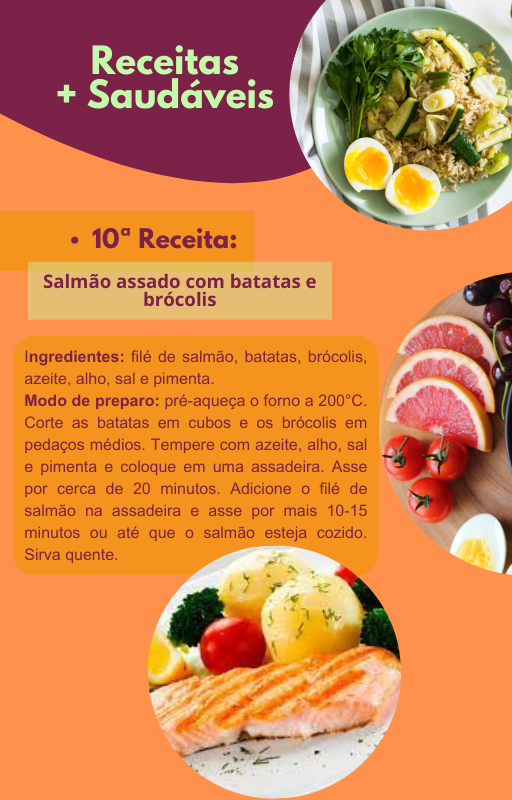 Receitas
+ Saudáveis
• 10ª Receita:
Salmão assado com batatas e
brócolis
Ingredientes: filé de salmão, batatas, brócolis,
azeite, alho, sal e pimenta.
Modo de preparo: pré-aqueça o forno a 200°C.
Corte as batatas em cubos e os brócolis em
pedaços médios. Tempere com azeite, alho, sal
e pimenta e coloque em uma assadeira. Asse
por cerca de 20 minutos. Adicione o filé de
salmão na assadeira e asse por mais 10-15
minutos ou até que o salmão esteja cozido.
Sirva quente.